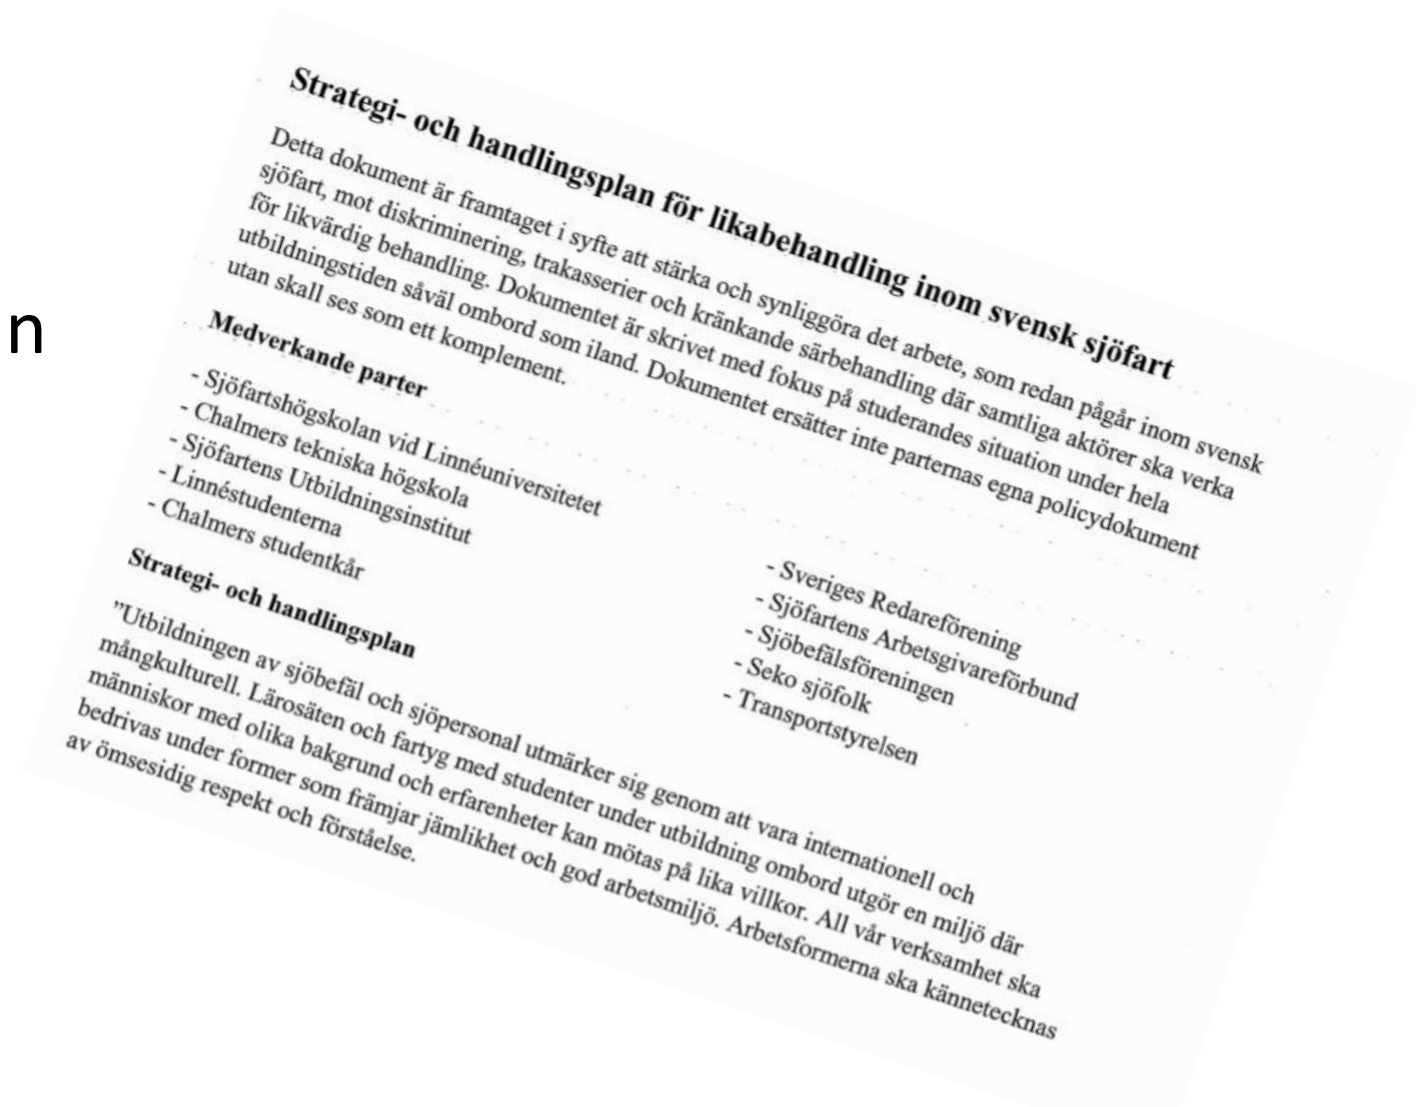 n
Strategi- och handlingsplan för likabehandling inom svensk sjöfart
Detta dokument är framtaget i syfte att stärka och synliggöra det arbete, som redan pågår inom svensk
sjöfart, mot diskriminering, trakasserier och kränkande särbehandling där samtliga aktörer ska verka
för likvärdig behandling. Dokumentet är skrivet med fokus på studerandes situation under hela
utbildningstiden såväl ombord som iland. Dokumentet ersätter inte parternas egna policydokument
utan skall ses som ett komplement.
Medverkande parter
- Sjöfartshögskolan vid Linnéuniversitetet
- Chalmers tekniska högskola
- Sjöfartens Utbildningsinstitut
- Linnéstudenterna
- Chalmers studentkår
- Sveriges Redareförening
- Sjöfartens Arbetsgivareförbund
- Sjöbefälsföreningen
- Seko sjöfolk
- Transportstyrelsen
Strategi- och handlingsplan
”Utbildningen av sjöbefäl och sjöpersonal utmärker sig genom att vara internationell och
mångkulturell. Lärosäten och fartyg med studenter under utbildning ombord utgör en miljö där
människor med olika bakgrund och erfarenheter kan mötas på lika villkor. All vår verksamhet ska
bedrivas under former som främjar jämlikhet och god arbetsmiljö. Arbetsformerna ska kännetecknas
av ömsesidig respekt och förståelse.